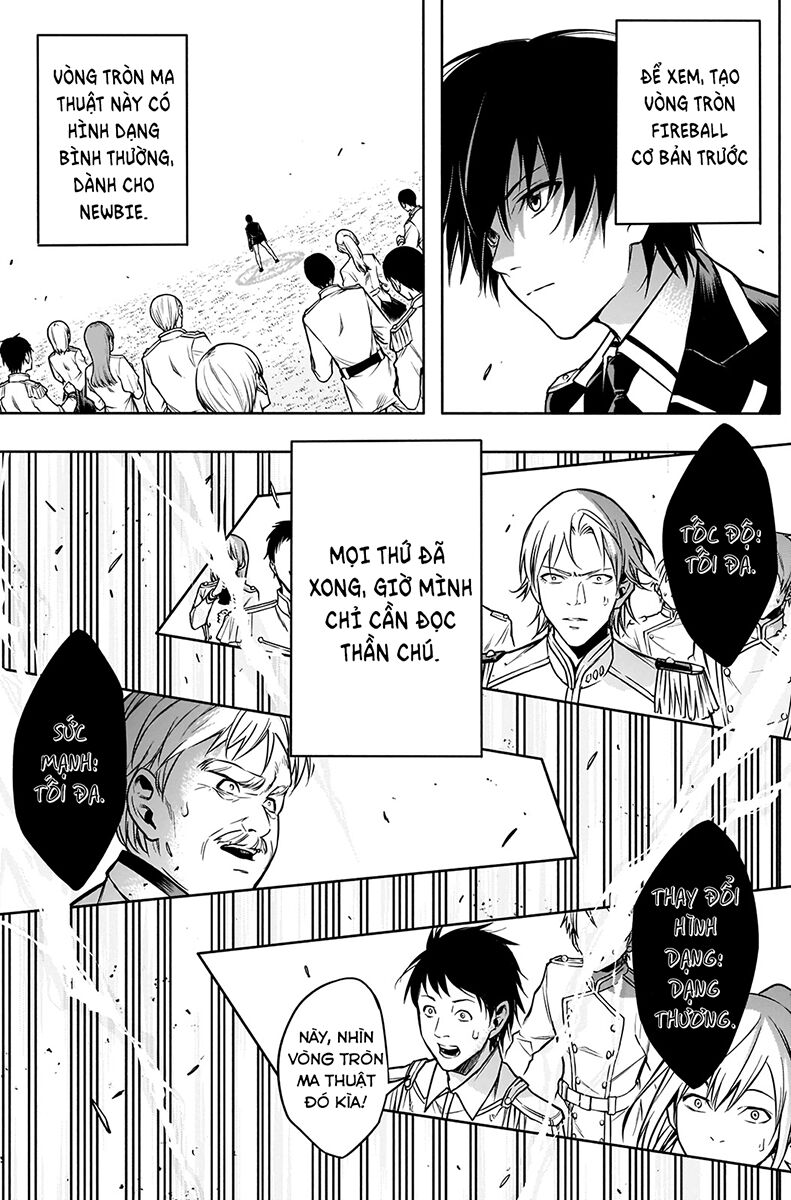 ĐỂ XEM, TẠO
VÒNG TRÒN
FIREBALL
CƠ BẢN TRƯỚC
VÒNG TRÒN MA
THUẬT NÀY CÓ
HÌNH DẠNG
BÌNH THƯỜNG,
DÀNH CHO
NEWBIE.
TỐC ĐỘ:
TỐI ĐA.
MỌI THỨ ĐÃ
XONG, GIỜ MÌNH
CHỈ CẦN ĐỌC
THẦN CHÚ.
SỨC
MẠNH:
TỐI ĐA.
THAY ĐỔI
HÌNH
DẠNG:
DẠNG
THƯƠNG.
NÀY, NHÌN
VÒNG TRÒN
MA THUẬT
ĐÓ KÌA!